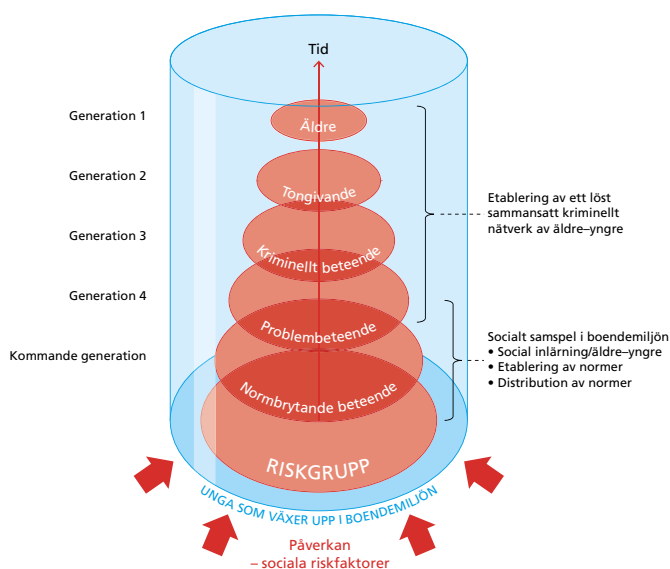 Tid
Generation 1
Äldre
Generation 2
Tongivande
Etablering av ett löst
sammansatt kriminellt
nätverk av äldre–yngre
Generation 3
Kriminellt beteende
Generation 4
Problembeteende
Kommande generation
Socialt samspel i boendemiljön
• Social inlärning/äldre–yngre
• Etablering av normer
• Distribution av normer
Normbrytande beteende
RISKGRUPP
UNGA SOM VÄXER UPP I BOENDEMILJÖN
Påverkan
– sociala riskfaktorer